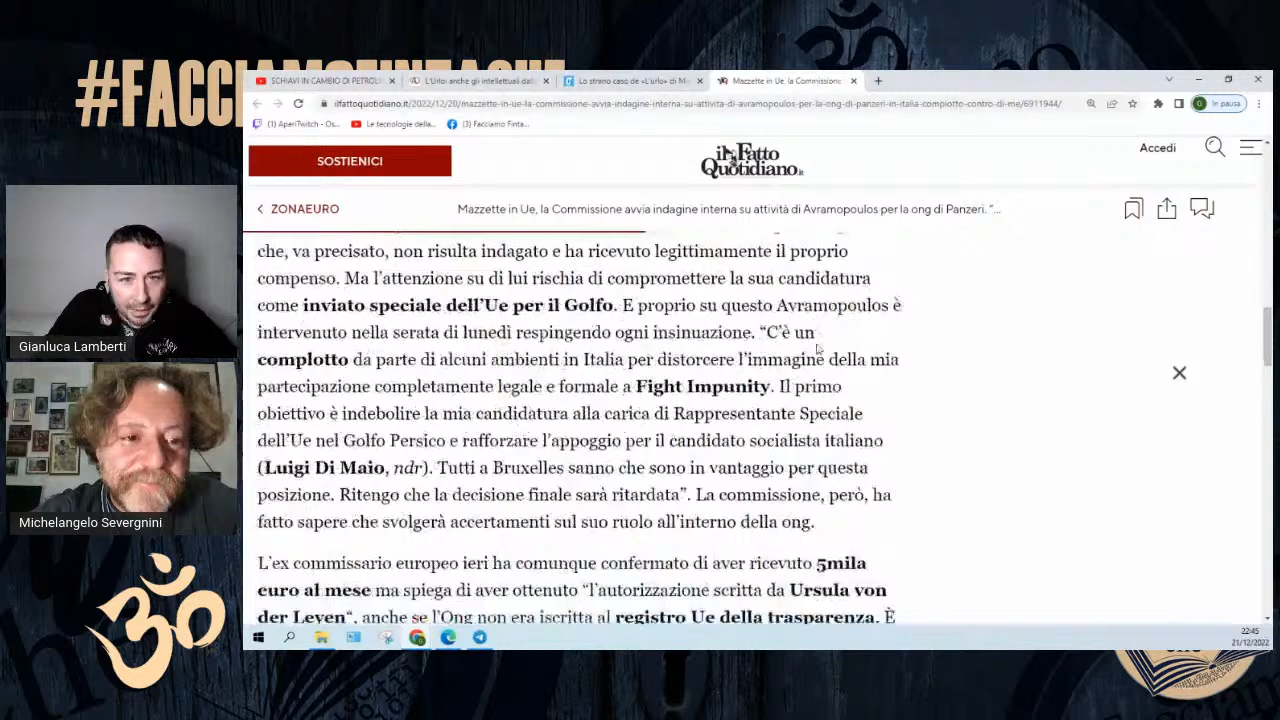 #FACCI
SCHIAVI IN CAMBIO DI PETROLI
L'Urlo: anche gli intellettuali dal
Lo strano caso de «L'urlo» di M
Mazzette in Ue, la Commissione
ilfattoquotidiano.it/2022/12/20/mazzette-in-ue-la-commissione-avvia-indagine-interna-su-attivita-di-avramopoulos-per-la-ong-di-panzeri-in-italia-complotto-contro-di-me/6911944/
In pausa
(1) AperiTwitch - Os...
Le tecnologie della...
(3) Facciamo Finta...
SOSTIENICI
il Fatto
Quotidiano.it
Accedi
ZONAEURO
Mazzette in Ue, la Commissione avvia indagine interna su attività di Avramopoulos per la ong di Panzeri. “...
che, va precisato, non risulta indagato e ha ricevuto legittimamente il proprio
compenso. Ma l'attenzione su di lui rischia di compromettere la sua candidatura
come inviato speciale dell'Ue per il Golfo. E proprio su questo Avramopoulos è
intervenuto nella serata di lunedì respingendo ogni insinuazione. “C'è un
complotto da parte di alcuni ambienti in Italia per distorcere l'immagine della mia
partecipazione completamente legale e formale a Fight Impunity. Il primo
obiettivo è indebolire la mia candidatura alla carica di Rappresentante Speciale
dell'Ue nel Golfo Persico e rafforzare l'appoggio per il candidato socialista italiano
(Luigi Di Maio, ndr). Tutti a Bruxelles sanno che sono in vantaggio per questa
posizione. Ritengo che la decisione finale sarà ritardata”. La commissione, però, ha
fatto sapere che svolgerà accertamenti sul suo ruolo all'interno della ong.
L'ex commissario europeo ieri ha comunque confermato di aver ricevuto 5mila
euro al mese ma spiega di aver ottenuto “l'autorizzazione scritta da Ursula von
der Leyen“, anche se l'Ong non era iscritta al registro Ue della trasparenza. È
Gianluca Lamberti
Michelangelo Severgnini
22:45
21/12/2022